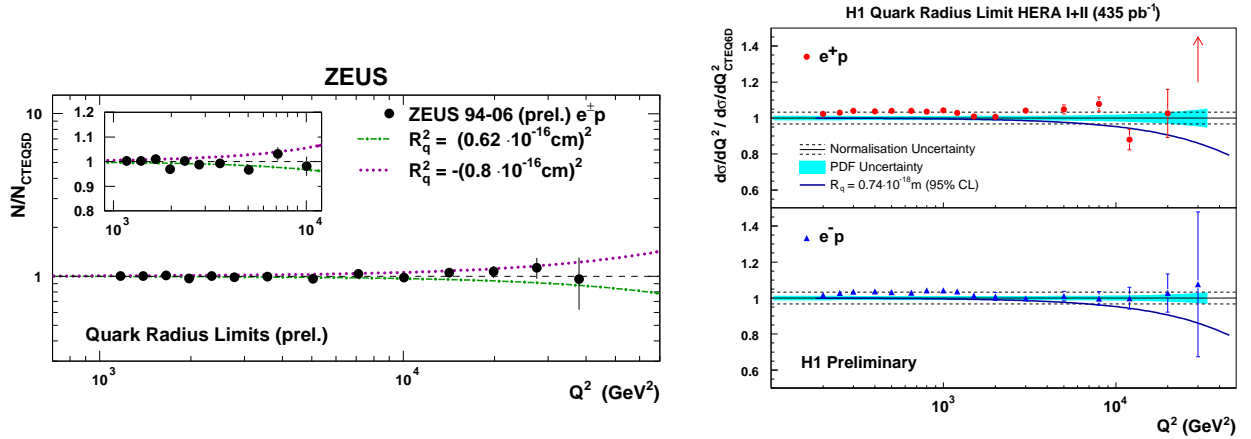 ZEUS
N/N_CTEQ5D
10
1
1.2
1.1
1
0.9
0.8
10^3
10^4
ZEUS 94-06 (prel.) e^±p
R_q^2 = (0.62 ·10^-16cm)^2
R_q^2 = -(0.8 ·10^-16cm)^2
Quark Radius Limits (prel.)
10^3
10^4
Q^2 (GeV^2)
H1 Quark Radius Limit HERA I+II (435 pb^-1)
dσ/dQ^2 / dσ/dQ^2_CTEQ6D
1.4
1.2
1
0.8
0.6
e^+p
Normalisation Uncertainty
PDF Uncertainty
R_q = 0.74·10^-18m (95% CL)
1.4
1.2
1.0
0.8
0.6
e^-p
H1 Preliminary
10^3
10^4
Q^2 (GeV^2)